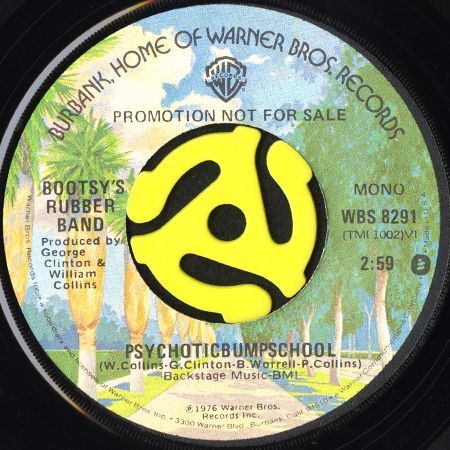 BURBANK, HOME OF WARNER BROS. RECORDS
PROMOTION NOT FOR SALE
BOOTSY'S
RUBBER
BAND
Produced by
George
Clinton &
William
Collins
MONO
WBS 8291
(TMI 1002)V!
2:59 W
PSYCHOTICBUMPSCHOOL
(W.Collins-G.Clinton-B.Worrell-P.Collins)
Backstage Music-BMI
℗ 1976 Warner Bros.
Records Inc.
3300 Warner Blvd., Burbank, Calif. 91510